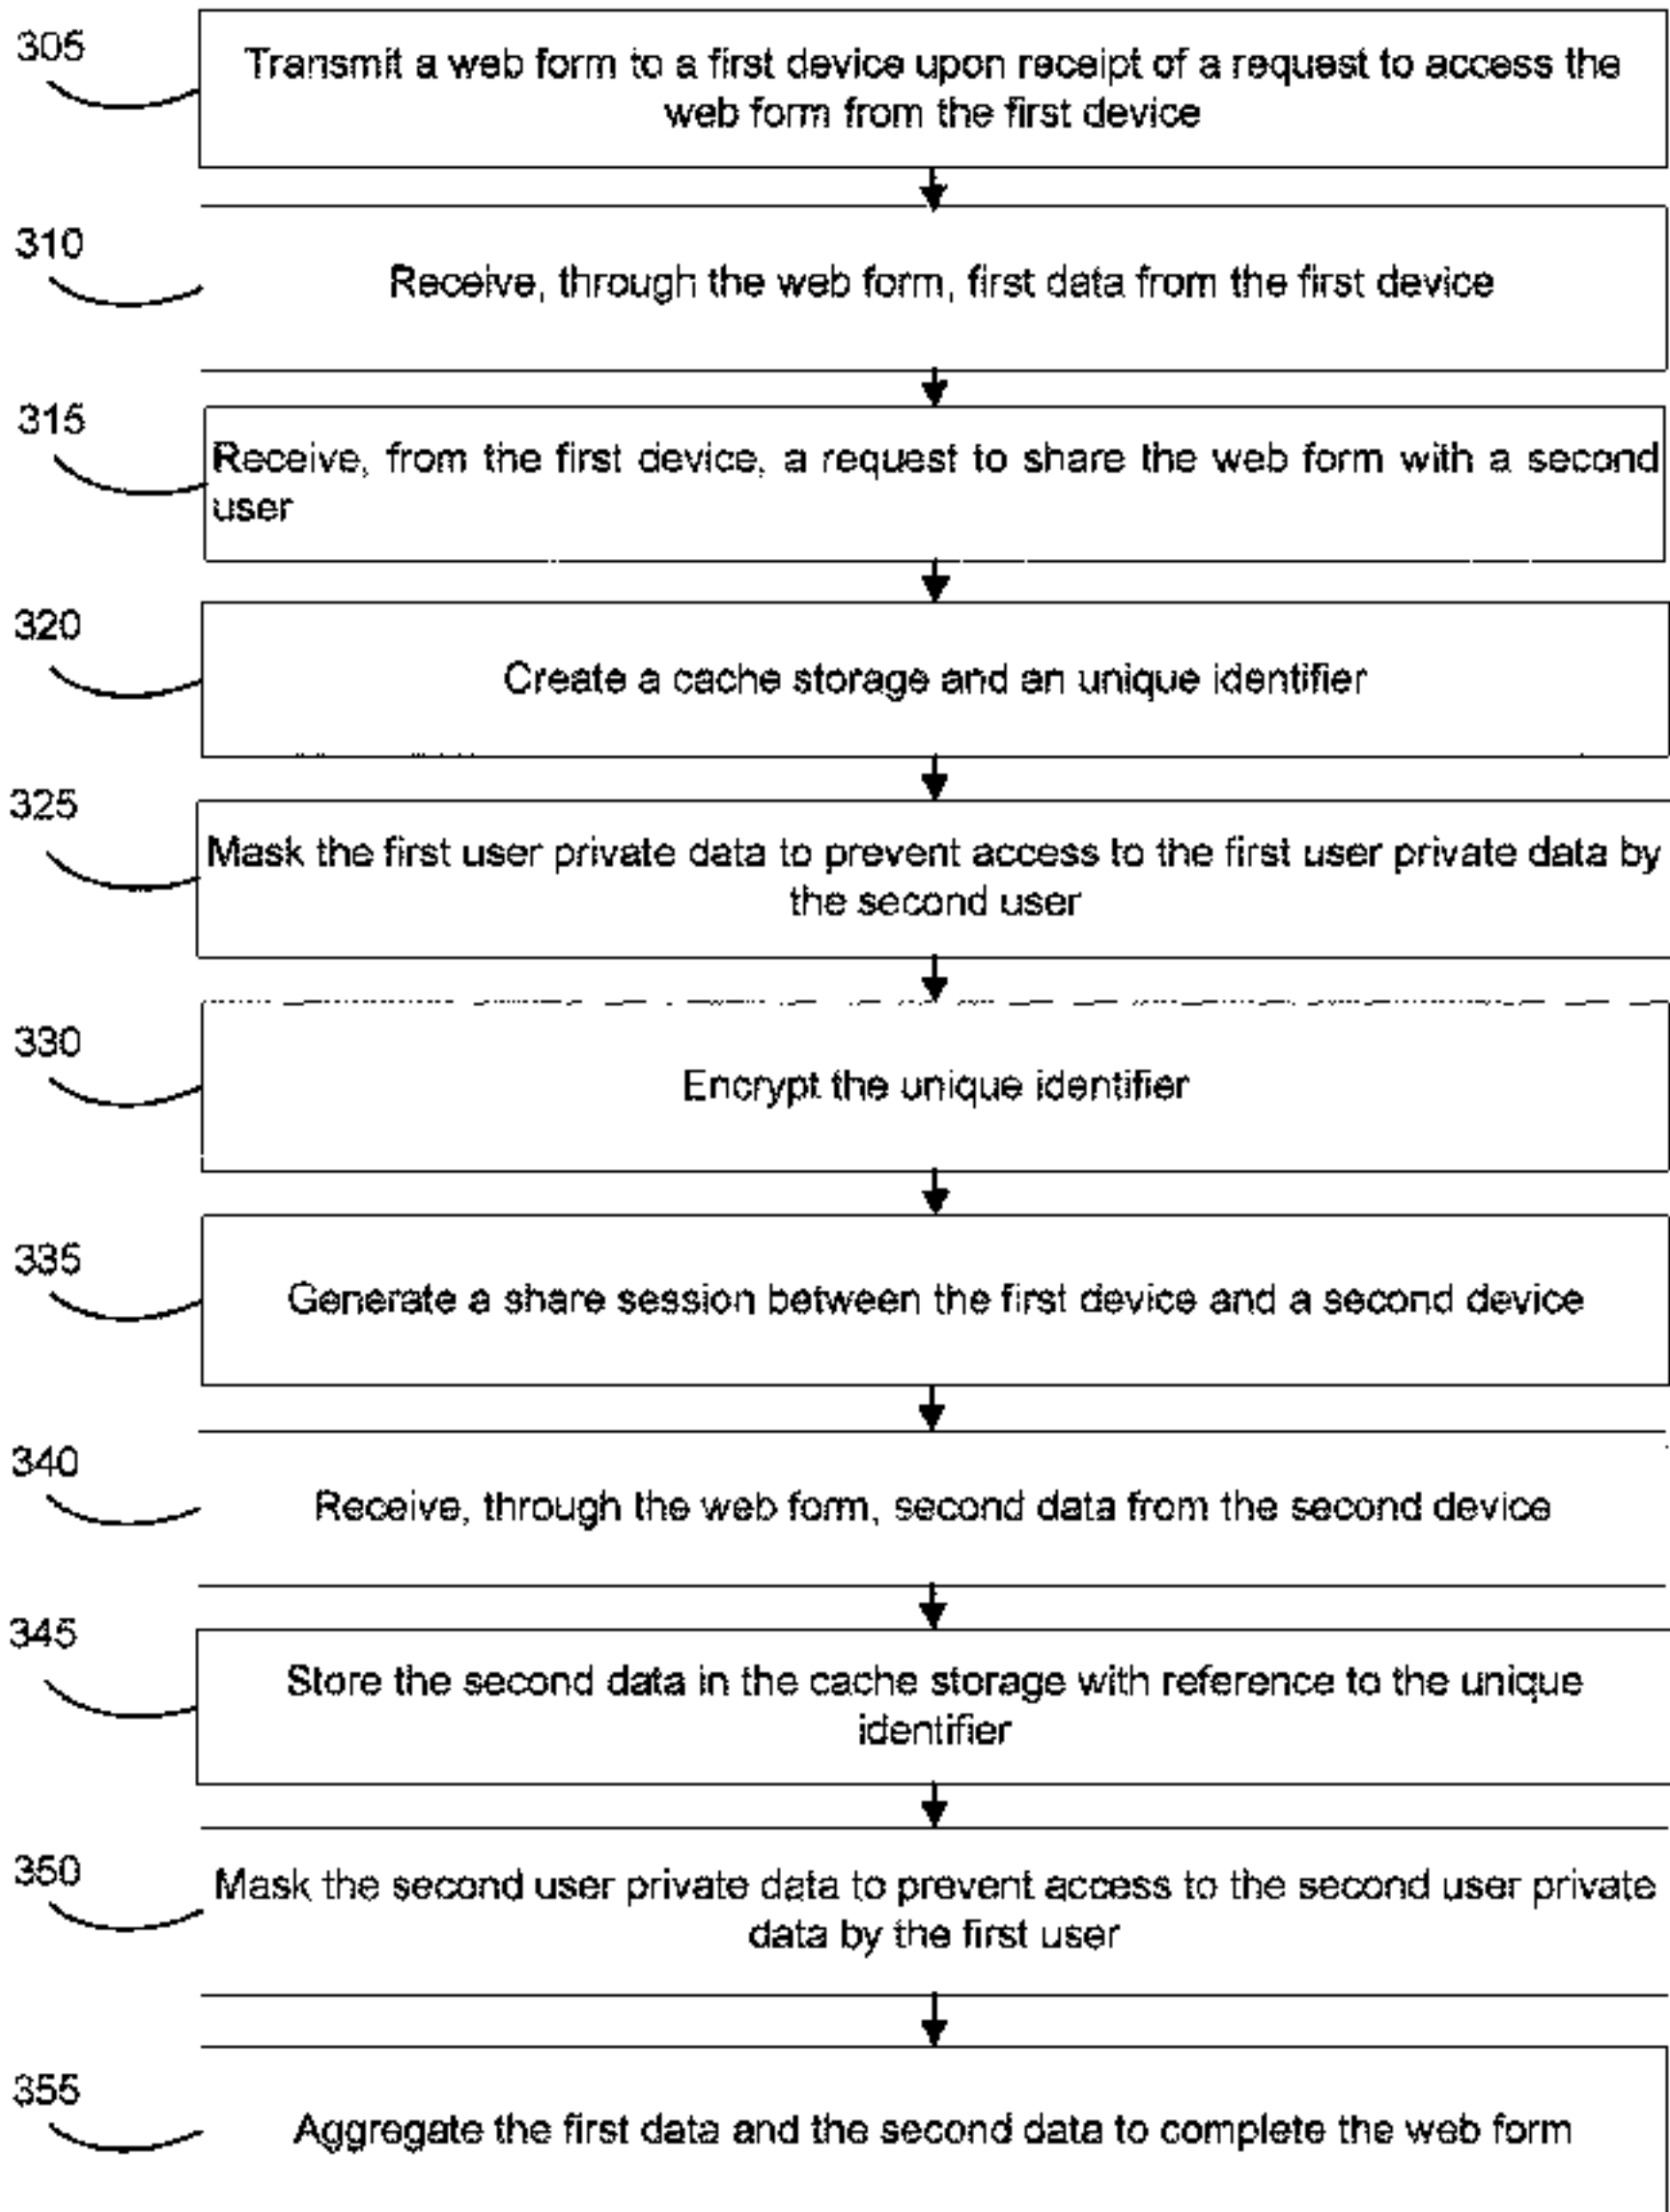 305
Transmit a web form to a first device upon receipt of a request to access the
web form from the first device
310
Receive, through the web form, first data from the first device
315
Receive, from the first device, a request to share the web form with a second
user
320
Create a cache storage and an unique identifier
325
Mask the first user private data to prevent access to the first user private data by
the second user
330
Encrypt the unique identifier
335
Generate a share session between the first device and a second device
340
Receive, through the web form, second data from the second device
345
Store the second data in the cache storage with reference to the unique
identifier
350
Mask the second user private data to prevent access to the second user private
data by the first user
355
Aggregate the first data and the second data to complete the web form